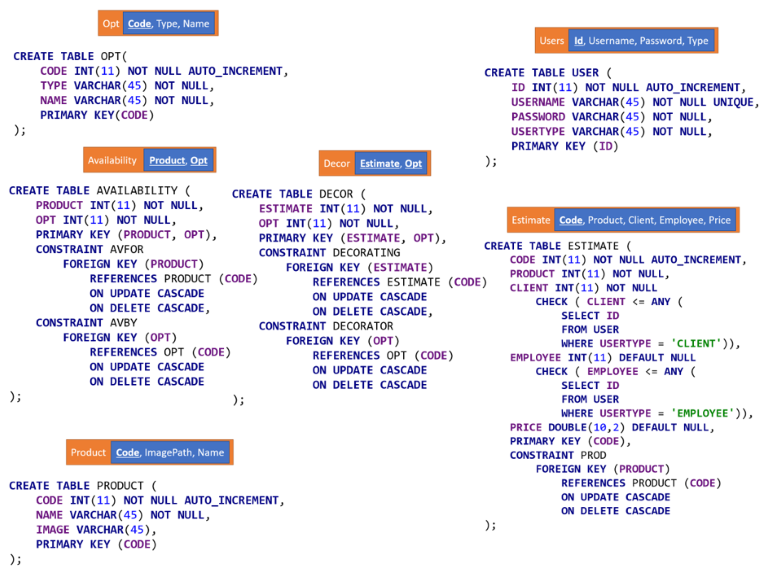 Opt Code, Type, Name
CREATE TABLE OPT(
CODE INT(11) NOT NULL AUTO_INCREMENT,
TYPE VARCHAR(45) NOT NULL,
NAME VARCHAR(45) NOT NULL,
PRIMARY KEY(CODE)
);
Users Id, Username, Password, Type
CREATE TABLE USER (
ID INT(11) NOT NULL AUTO_INCREMENT,
USERNAME VARCHAR(45) NOT NULL UNIQUE,
PASSWORD VARCHAR(45) NOT NULL,
USERTYPE VARCHAR(45) NOT NULL,
PRIMARY KEY (ID)
);
Availability Product, Opt
CREATE TABLE AVAILABILITY (
PRODUCT INT(11) NOT NULL,
OPT INT(11) NOT NULL,
PRIMARY KEY (PRODUCT, OPT),
CONSTRAINT AVFOR
FOREIGN KEY (PRODUCT)
REFERENCES PRODUCT (CODE)
ON UPDATE CASCADE
ON DELETE CASCADE,
CONSTRAINT AVBY
FOREIGN KEY (OPT)
REFERENCES OPT (CODE)
ON UPDATE CASCADE
ON DELETE CASCADE
);
Decor Estimate, Opt
CREATE TABLE DECOR (
ESTIMATE INT(11) NOT NULL,
OPT INT(11) NOT NULL,
PRIMARY KEY (ESTIMATE, OPT),
CONSTRAINT DECORATING
FOREIGN KEY (ESTIMATE)
REFERENCES ESTIMATE (CODE)
ON UPDATE CASCADE
ON DELETE CASCADE,
CONSTRAINT DECORATOR
FOREIGN KEY (OPT)
REFERENCES OPT (CODE)
ON UPDATE CASCADE
ON DELETE CASCADE
);
Estimate Code, Product, Client, Employee, Price
CREATE TABLE ESTIMATE (
CODE INT(11) NOT NULL AUTO_INCREMENT,
PRODUCT INT(11) NOT NULL,
CLIENT INT(11) NOT NULL
CHECK ( CLIENT <= ANY (
SELECT ID
FROM USER
WHERE USERTYPE = 'CLIENT')),
EMPLOYEE INT(11) DEFAULT NULL
CHECK ( EMPLOYEE <= ANY (
SELECT ID
FROM USER
WHERE USERTYPE = 'EMPLOYEE')),
PRICE DOUBLE(10,2) DEFAULT NULL,
PRIMARY KEY (CODE),
CONSTRAINT PROD
FOREIGN KEY (PRODUCT)
REFERENCES PRODUCT (CODE)
ON UPDATE CASCADE
ON DELETE CASCADE
);
Product Code, ImagePath, Name
CREATE TABLE PRODUCT (
CODE INT(11) NOT NULL AUTO_INCREMENT,
NAME VARCHAR(45) NOT NULL,
IMAGE VARCHAR(45),
PRIMARY KEY (CODE)
);